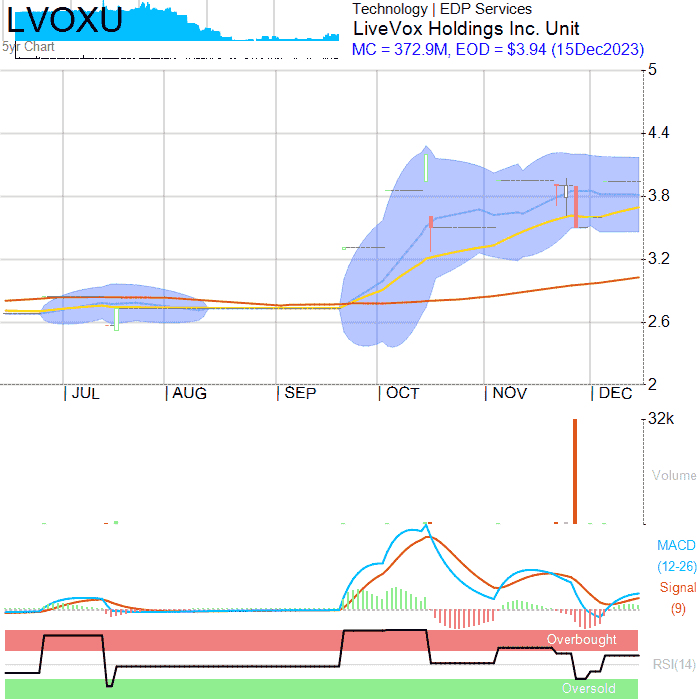 LVOXU
5yr Chart
Technology | EDP Services
LiveVox Holdings Inc. Unit
MC = 372.9M, EOD = $3.94 (15Dec2023)
5
4.4
3.8
3.2
2.6
2
JUL AUG SEP OCT NOV DEC
32k
Volume
MACD
(12-26)
Signal
(9)
Overbought
RSI(14)
Oversold